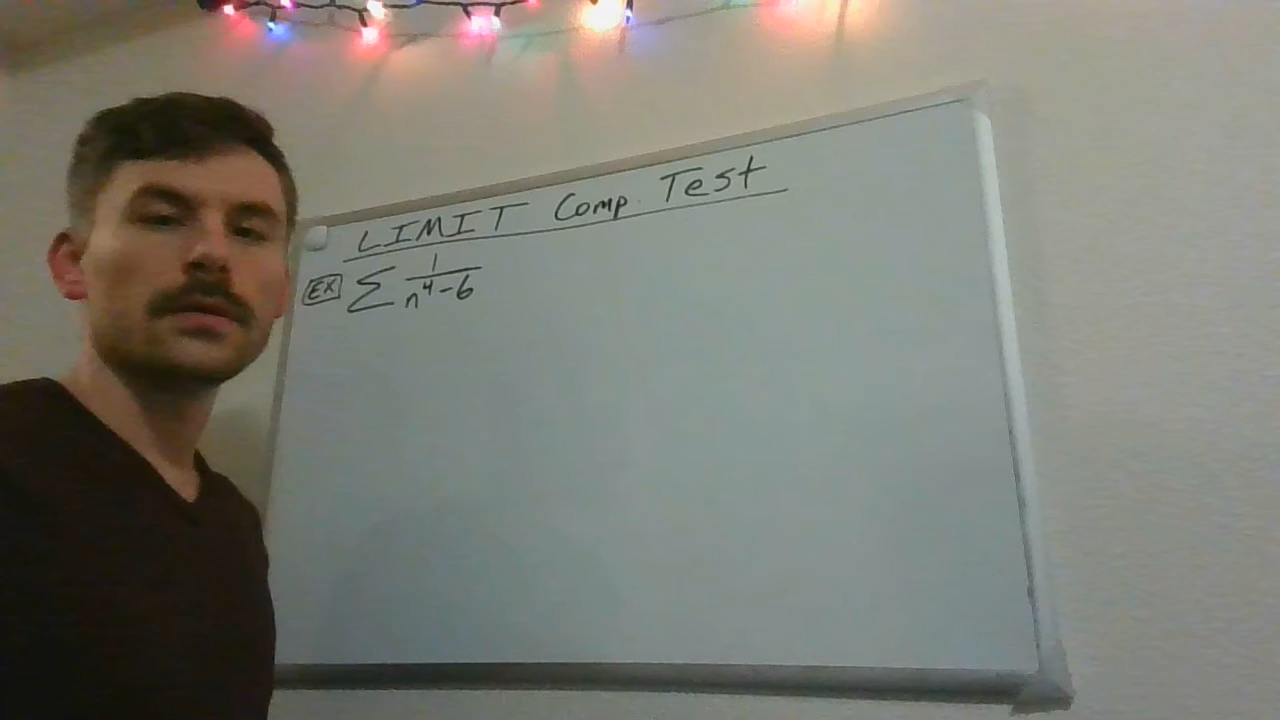 LIMIT Comp. Test
EX ∑ 1/(n⁴-6)